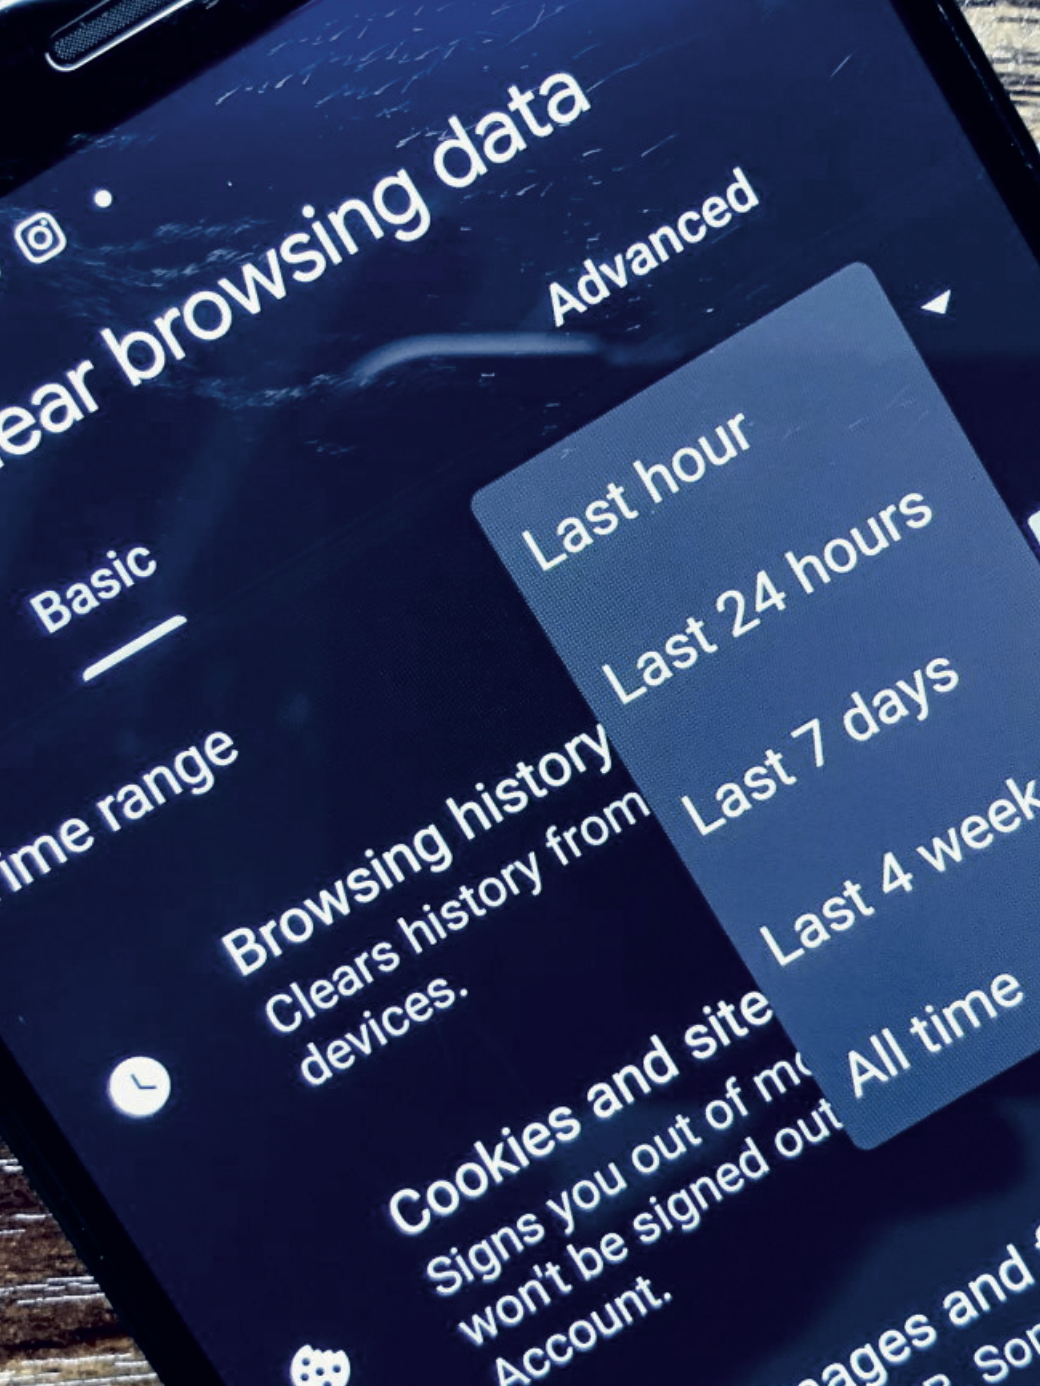 ear browsing data
Basic
Advanced
ime range
Last hour
Last 24 hours
Last 7 days
Last 4 week
All time
Browsing history
Clears history from
devices.
Cookies and site
Signs you out of mo
won't be signed out
Account.
ages and f
Son